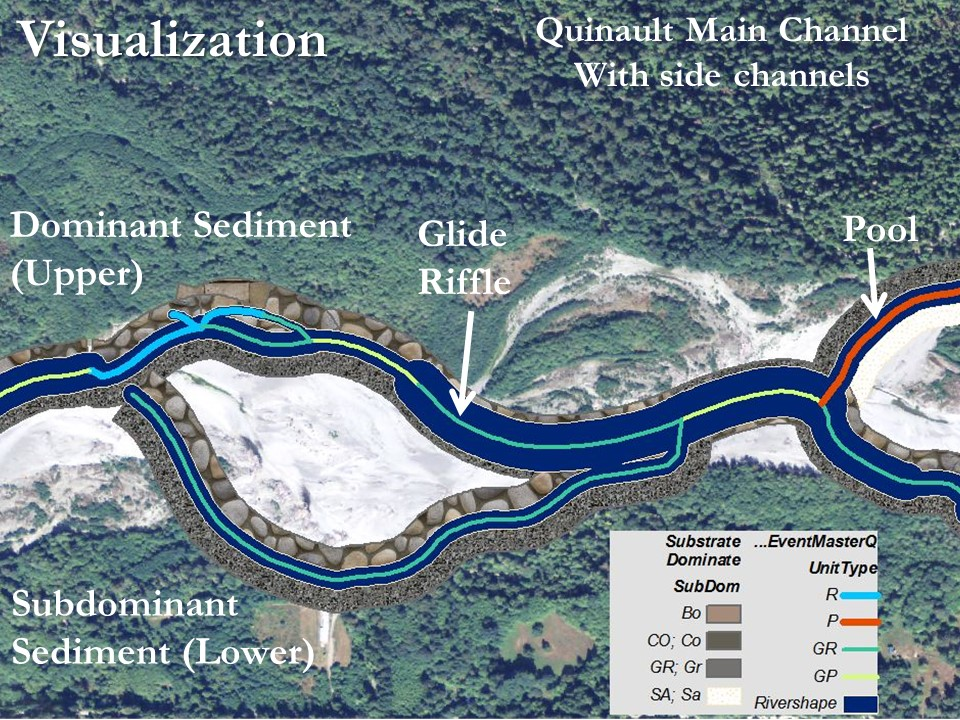 Visualization
Quinault Main Channel
With side channels
Dominant Sediment
(Upper)
Glide
Riffle
Pool
Subdominant
Sediment (Lower)
Substrate
Dominate
SubDom
Bo
CO; Co
GR; Gr
SA; Sa
...EventMasterQ
UnitType
R
P
GR
GP
Rivershape